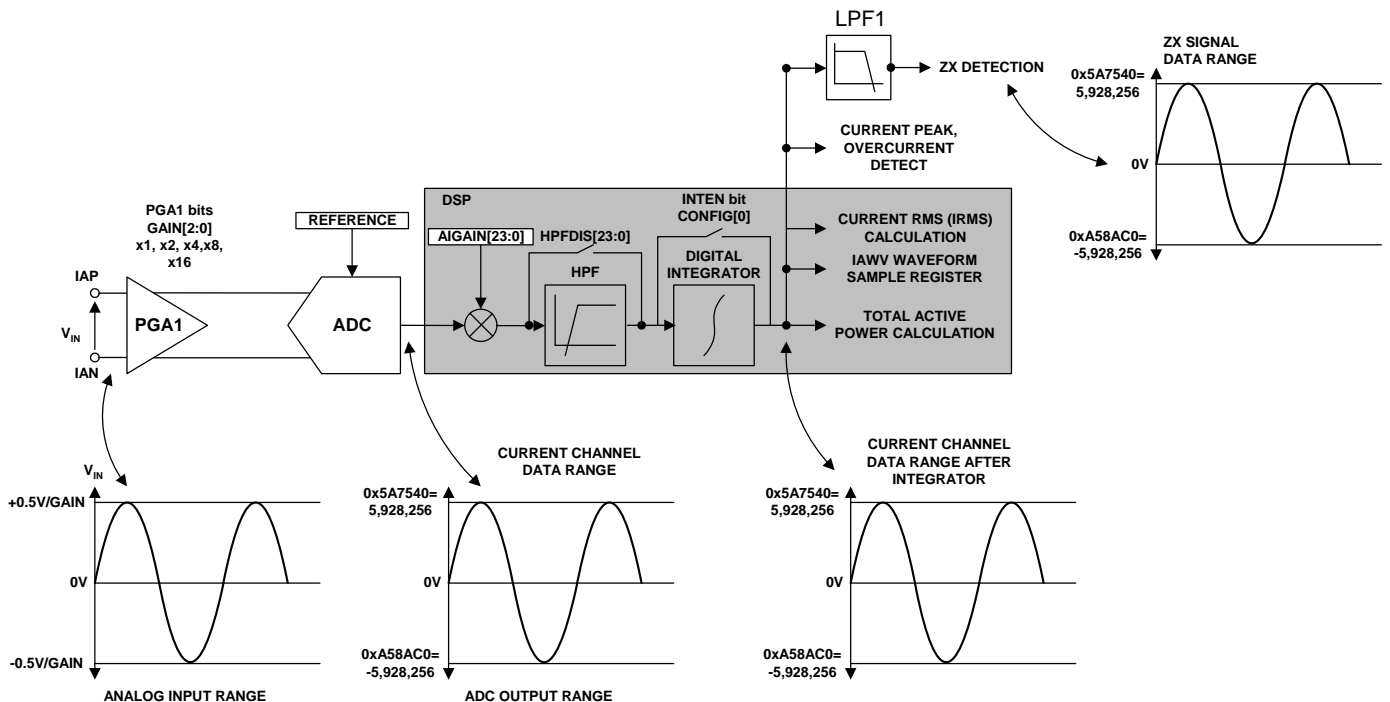 LPF1
ZX DETECTION
ZX SIGNAL
DATA RANGE
0x5A7540=
5,928,256
0V
0xA58AC0=
-5,928,256
CURRENT PEAK,
OVERCURRENT
DETECT
PGA1 bits
GAIN[2:0]
x1, x2, x4,x8,
x16
IAP
VIN
IAN
PGA1
REFERENCE
ADC
DSP
AIGAIN[23:0]
HPFDIS[23:0]
HPF
INTEN bit
CONFIG[0]
DIGITAL
INTEGRATOR
CURRENT RMS (IRMS)
CALCULATION
IAWV WAVEFORM
SAMPLE REGISTER
TOTAL ACTIVE
POWER CALCULATION
VIN
+0.5V/GAIN
0V
-0.5V/GAIN
ANALOG INPUT RANGE
CURRENT CHANNEL
DATA RANGE
0x5A7540=
5,928,256
0V
0xA58AC0=
-5,928,256
ADC OUTPUT RANGE
CURRENT CHANNEL
DATA RANGE AFTER
INTEGRATOR
0x5A7540=
5,928,256
0V
0xA58AC0=
-5,928,256